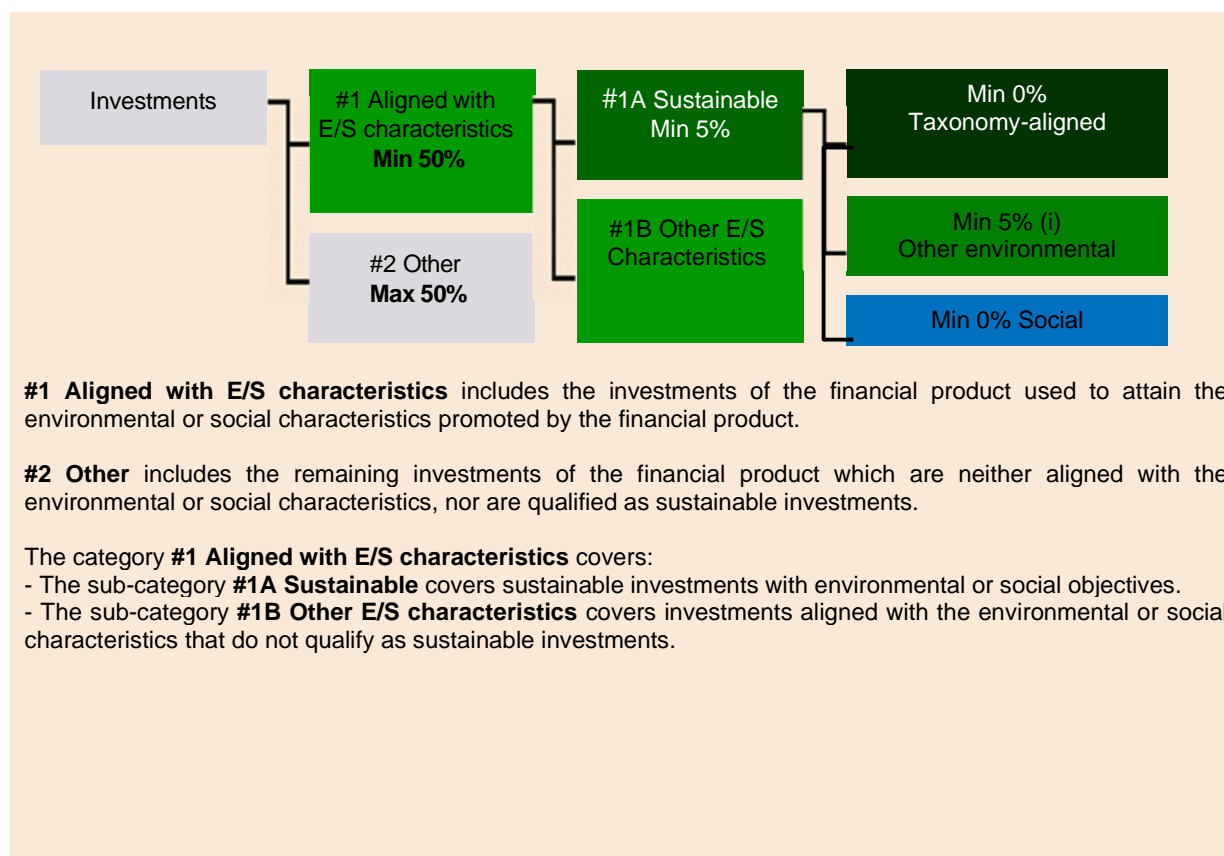 Investments
#1 Aligned with
E/S characteristics
Min 50%
#2 Other
Max 50%
#1A Sustainable
Min 5%
#1B Other E/S
Characteristics
Min 0%
Taxonomy-aligned
Min 5% (i)
Other environmental
Min 0% Social
#1 Aligned with E/S characteristics includes the investments of the financial product used to attain the
environmental or social characteristics promoted by the financial product.
#2 Other includes the remaining investments of the financial product which are neither aligned with the
environmental or social characteristics, nor are qualified as sustainable investments.
The category #1 Aligned with E/S characteristics covers:
- The sub-category #1A Sustainable covers sustainable investments with environmental or social objectives.
- The sub-category #1B Other E/S characteristics covers investments aligned with the environmental or social
characteristics that do not qualify as sustainable investments.